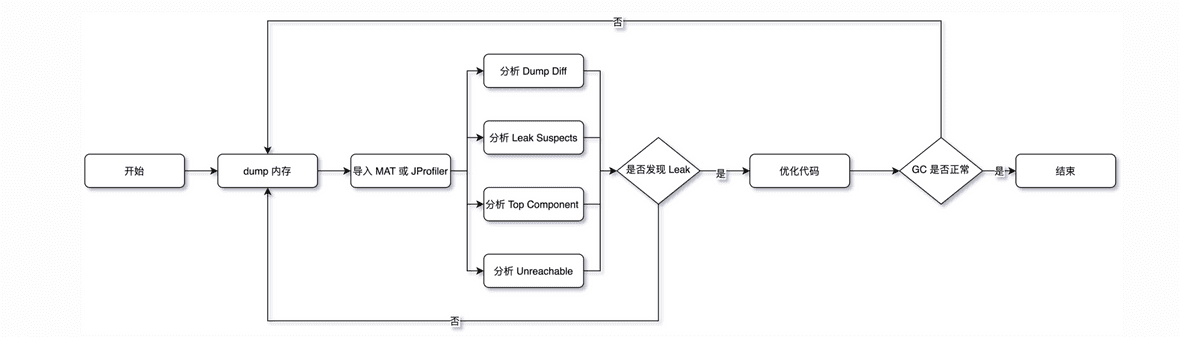 否
分析 Dump Diff
分析 Leak Suspects
开始
dump 内存
导入 MAT 或 JProfiler
是否发现 Leak
是
优化代码
GC 是否正常
是
结束
分析 Top Component
分析 Unreachable
否